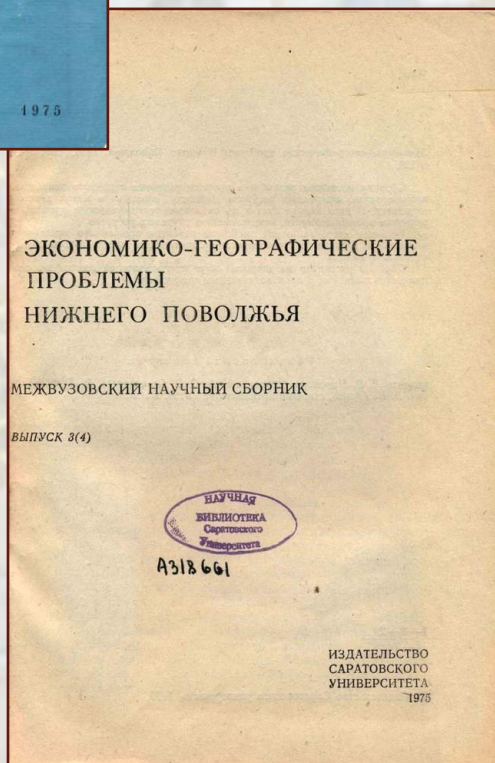 1975
ЭКОНОМИКО-ГЕОГРАФИЧЕСКИЕ
ПРОБЛЕМЫ
НИЖНЕГО ПОВОЛЖЬЯ
МЕЖВУЗОВСКИЙ НАУЧНЫЙ СБОРНИК
ВЫПУСК 3(4)
НАУЧНАЯ
БИБЛИОТЕКА
Саратовского
Университета
А318661
ИЗДАТЕЛЬСТВО
САРАТОВСКОГО
УНИВЕРСИТЕТА
1975